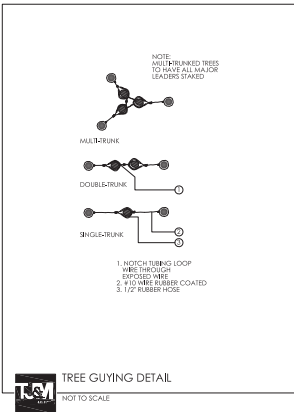 NOTE:
MULTI-TRUNKED TREES
TO HAVE ALL MAJOR
LEADERS STAKED
MULTI-TRUNK
DOUBLE-TRUNK
1
SINGLE-TRUNK
2
3
1. NOTCH TUBING LOOP
WIRE THROUGH
EXPOSED WIRE
2. #10 WIRE RUBBER COATED
3. 1/2" RUBBER HOSE
TREE GUYING DETAIL
NOT TO SCALE